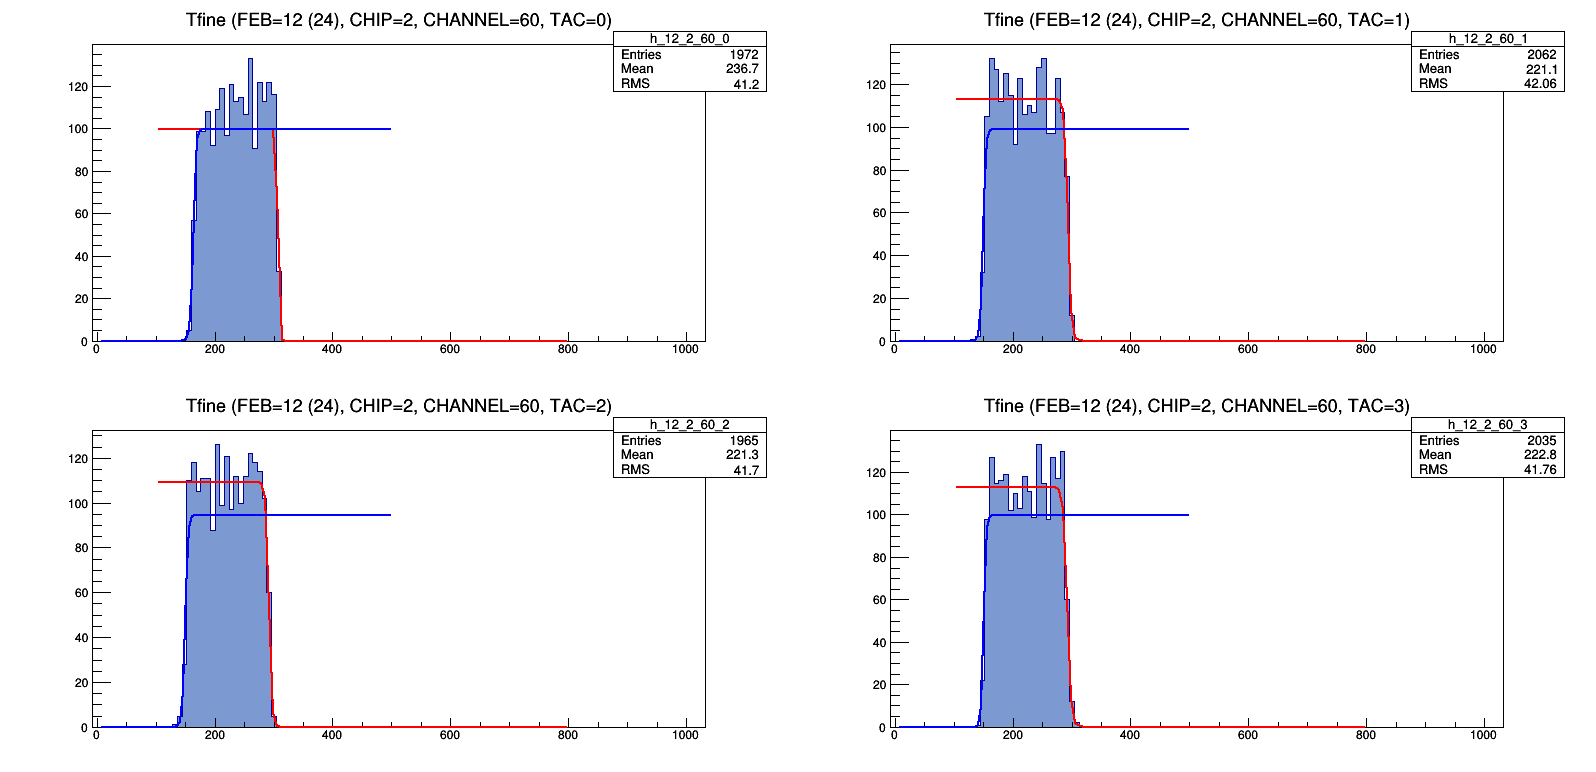 Tfine (FEB=12 (24), CHIP=2, CHANNEL=60, TAC=0)
h_12_2_60_0
Entries 1972
Mean 236.7
RMS 41.2
120
100
80
60
40
20
0
0 200 400 600 800 1000
Tfine (FEB=12 (24), CHIP=2, CHANNEL=60, TAC=1)
h_12_2_60_1
Entries 2062
Mean 221.1
RMS 42.06
120
100
80
60
40
20
0
0 200 400 600 800 1000
Tfine (FEB=12 (24), CHIP=2, CHANNEL=60, TAC=2)
h_12_2_60_2
Entries 1965
Mean 221.3
RMS 41.7
120
100
80
60
40
20
0
0 200 400 600 800 1000
Tfine (FEB=12 (24), CHIP=2, CHANNEL=60, TAC=3)
h_12_2_60_3
Entries 2035
Mean 222.8
RMS 41.76
120
100
80
60
40
20
0
0 200 400 600 800 1000